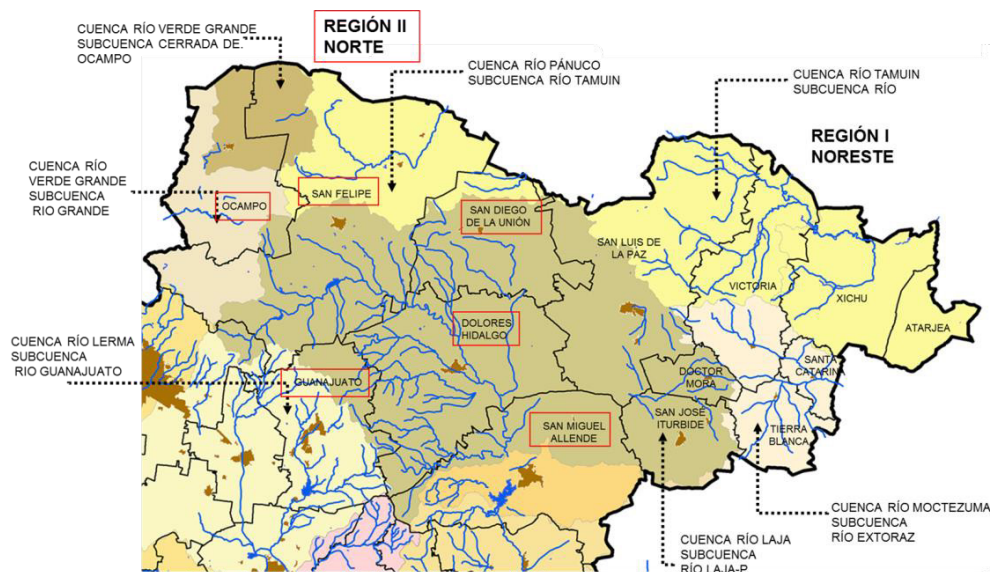 CUENCA RÍO VERDE GRANDE
SUBCUENCA CERRADA DE.
OCAMPO
REGIÓN II
NORTE
CUENCA RÍO PÁNUCO
SUBCUENCA RÍO TAMUIN
CUENCA RÍO TAMUIN
SUBCUENCA RÍO
REGIÓN I
NORESTE
CUENCA RÍO
VERDE GRANDE
SUBCUENCA
RIO GRANDE
OCAMPO
SAN FELIPE
SAN DIEGO
DE LA UNIÓN
SAN LUIS DE
LA PAZ
VICTORIA
XICHU
ATARJEA
CUENCA RÍO LERMA
SUBCUENCA
RIO GUANAJUATO
DOLORES
HIDALGO
GUANAJUATO
DOCTOR
MORA
SANTA
CATARINA
SAN MIGUEL
ALLENDE
SAN JOSÉ
ITURBIDE
TIERRA
BLANCA
CUENCA RÍO MOCTEZUMA
SUBCUENCA
RÍO EXTORAZ
CUENCA RÍO LAJA
SUBCUENCA
RÍO LAJA-P